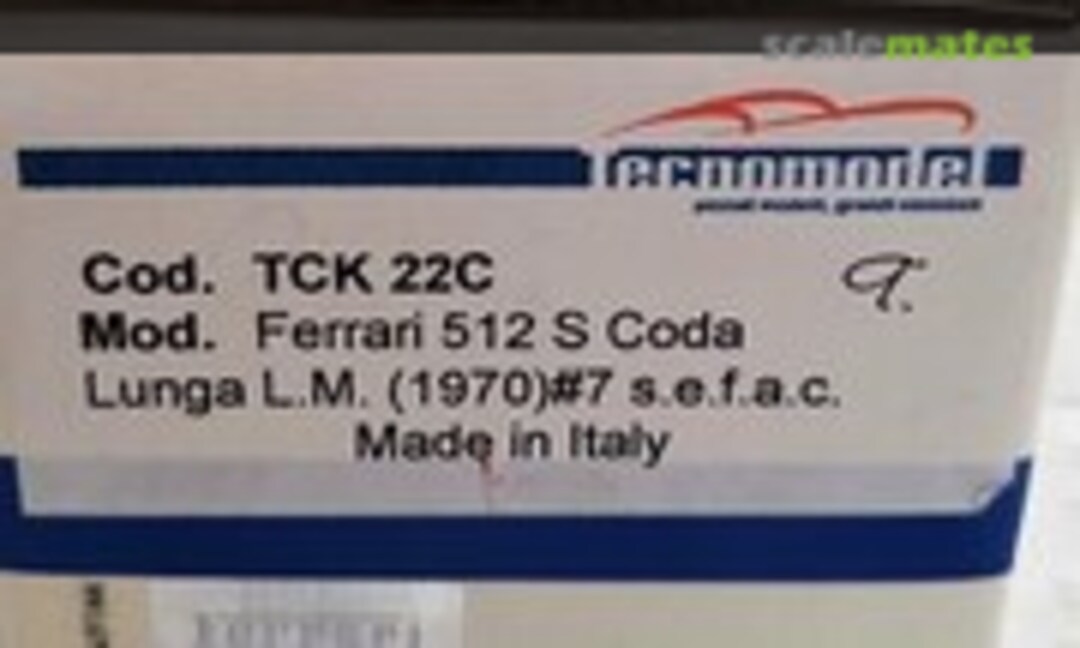 scalemates
Tecnomodel
Cod. TCK 22C
Mod. Ferrari 512 S Coda
Lunga L.M. (1970)#7 s.e.f.a.c.
Made in Italy